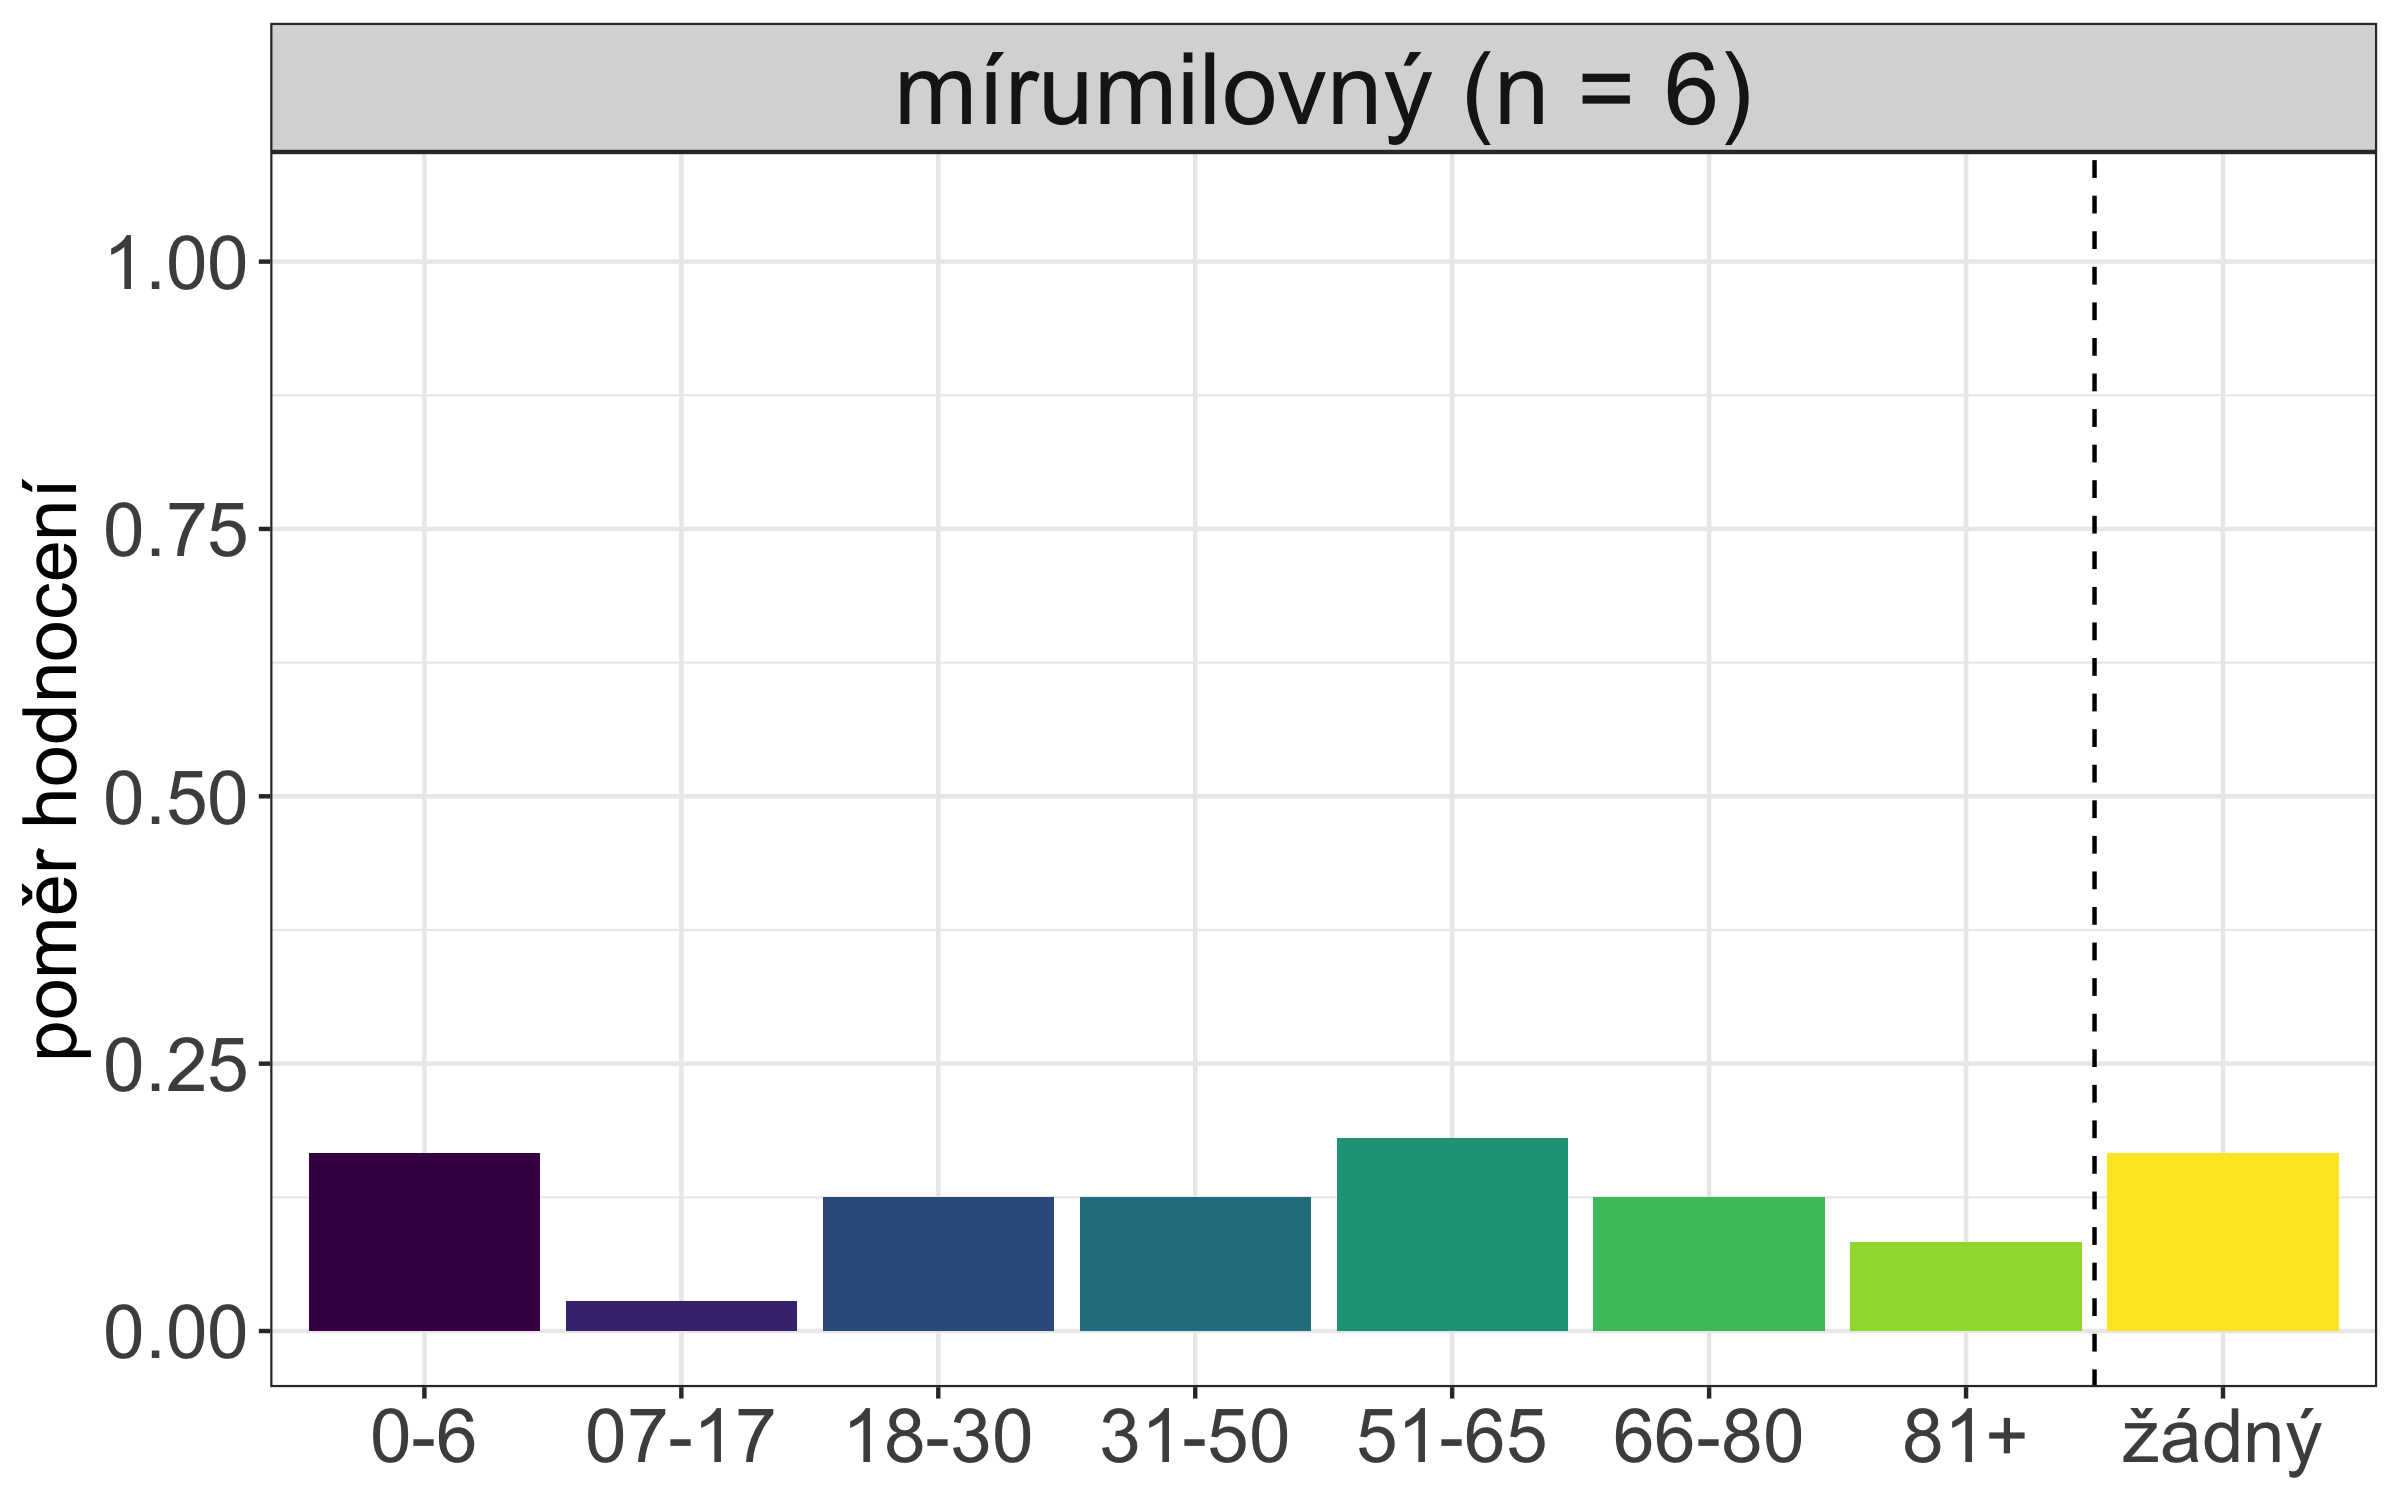 mírumilovný (n = 6)
poměr hodnocení
1.00
0.75
0.50
0.25
0.00
0-6 07-17 18-30 31-50 51-65 66-80 81+ žádný